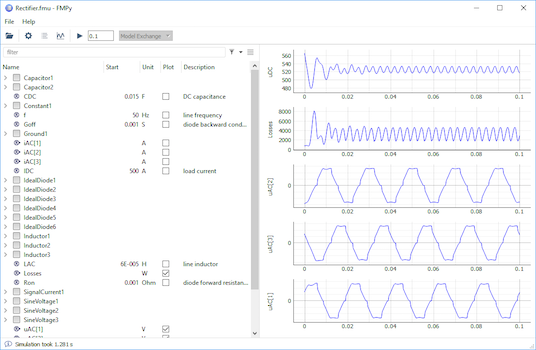 Rectifier.fmu - FMPy
File Help
0.1 Model Exchange
filter
Name Start Unit Plot Description
Capacitor1
Capacitor2
CDC 0.015 F DC capacitance
Constant1
f 50 Hz line frequency
Goff 0.001 S diode backward cond...
Ground1
iAC[1] A
iAC[2] A
iAC[3] A
IDC 500 A load current
IdealDiode1
IdealDiode2
IdealDiode3
IdealDiode4
IdealDiode5
IdealDiode6
Inductor1
Inductor2
Inductor3
LAC 6E-005 H line inductor
Losses W
Ron 0.001 Ohm diode forward resistan...
SignalCurrent1
SineVoltage1
SineVoltage2
SineVoltage3
uAC[1] V
Simulation took 1.281 s
uDC
560
540
520
500
480
0 0.02 0.04 0.06 0.08 0.1
Losses
8000
6000
4000
2000
0
0 0.02 0.04 0.06 0.08 0.1
uAC[2]
0
0 0.02 0.04 0.06 0.08 0.1
uAC[3]
0
0 0.02 0.04 0.06 0.08 0.1
uAC[1]
0
0 0.02 0.04 0.06 0.08 0.1